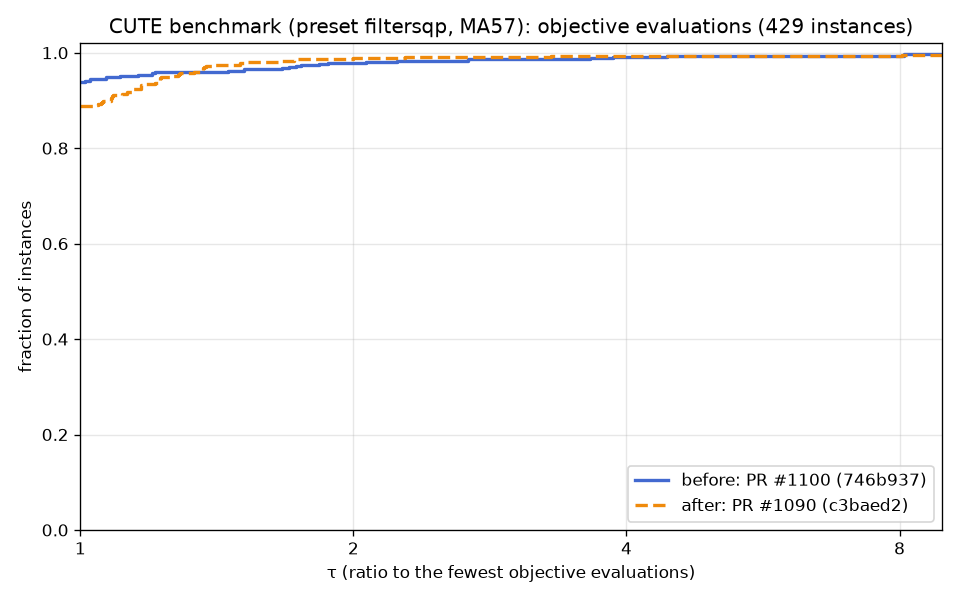 CUTE benchmark (preset filtersqp, MA57): objective evaluations (429 instances)
fraction of instances
1.0
0.8
0.6
0.4
0.2
0.0
before: PR #1100 (746b937)
after: PR #1090 (c3baed2)
1
2
4
8
τ (ratio to the fewest objective evaluations)